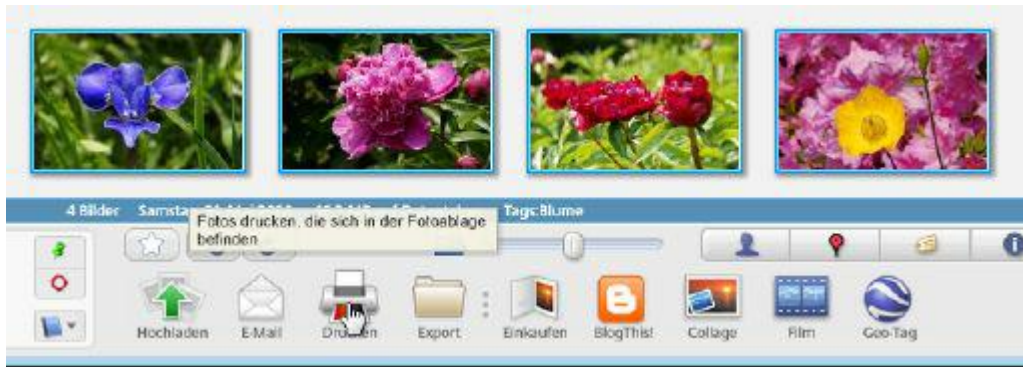 4 Bilder Samstag Tags:Blume
Fotos drucken, die sich in der Fotoablage
befinden
Hochladen E-Mail Drucken Export Einkaufen BlogThis! Collage Film Geo-Tag